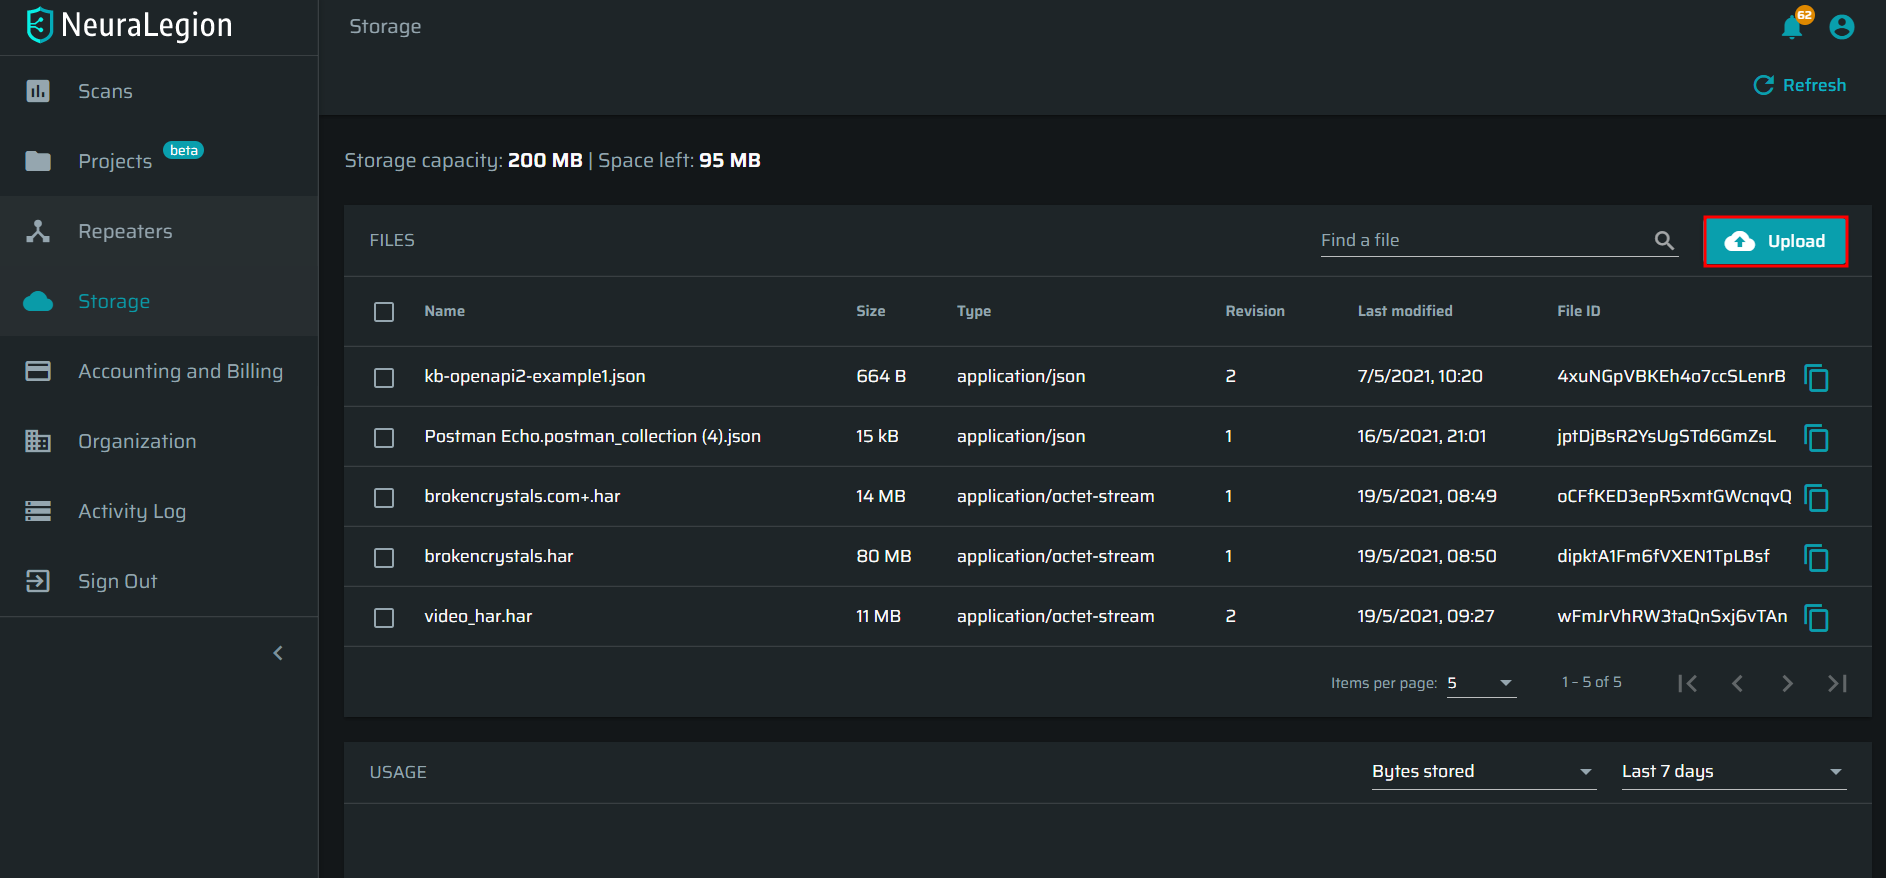 NeuraLegion
Storage
62
Refresh
Scans
Projects beta
Repeaters
Storage
Accounting and Billing
Organization
Activity Log
Sign Out
Storage capacity: 200 MB | Space left: 95 MB
FILES
Find a file
Upload
Name Size Type Revision Last modified File ID
kb-openapi2-example1.json 664 B application/json 2 7/5/2021, 10:20 4xuNGpVBKEh4o7ccSLenrB
Postman Echo.postman_collection (4).json 15 kB application/json 1 16/5/2021, 21:01 jptDjBsR2YsUgSTd6GmZsL
brokencrystals.com+.har 14 MB application/octet-stream 1 19/5/2021, 08:49 oCFfKED3epR5xmtGWcnqvQ
brokencrystals.har 80 MB application/octet-stream 1 19/5/2021, 08:50 dipktA1Fm6fVXEN1TpLBsf
video_har.har 11 MB application/octet-stream 2 19/5/2021, 09:27 wFmJrVhRW3taQnSxj6vTAn
Items per page: 5 1 – 5 of 5
USAGE
Bytes stored
Last 7 days